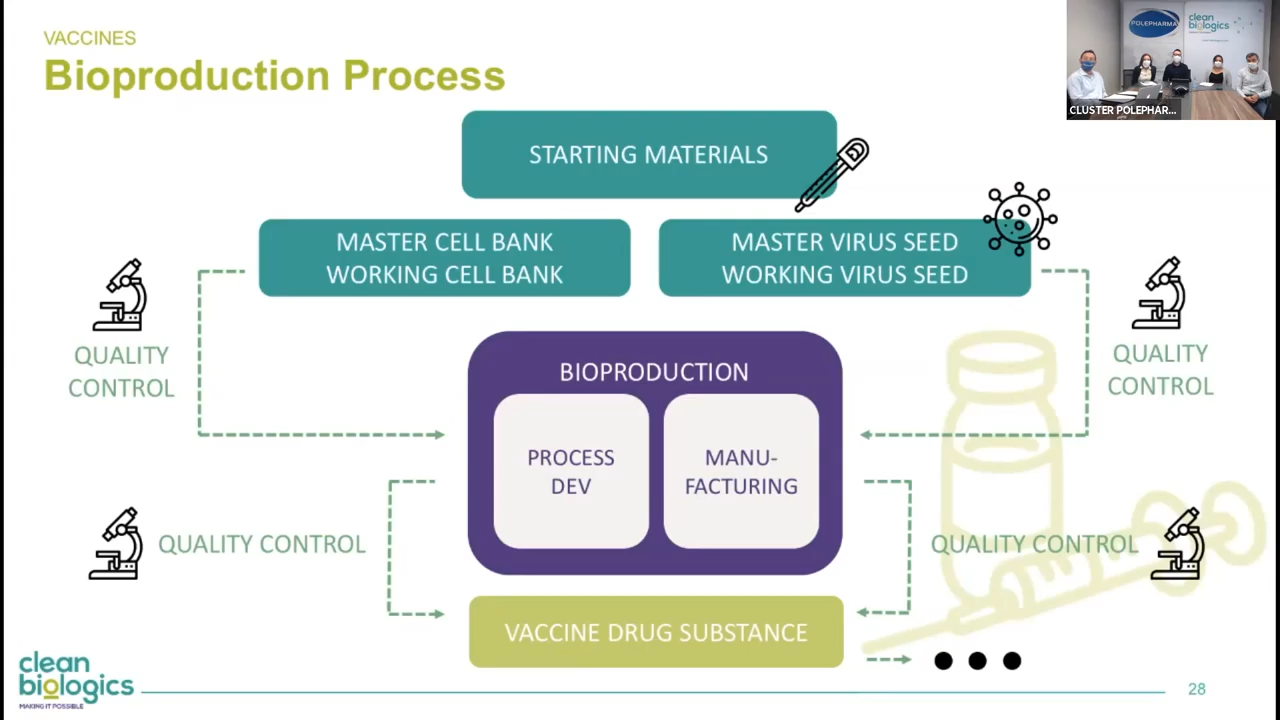 VACCINES
Bioproduction Process
POLEPHARMA
clean
biologics
CLUSTER POLEPHAR...
STARTING MATERIALS
MASTER CELL BANK
WORKING CELL BANK
MASTER VIRUS SEED
WORKING VIRUS SEED
QUALITY
CONTROL
QUALITY
CONTROL
BIOPRODUCTION
PROCESS
DEV
MANU-
FACTURING
QUALITY CONTROL
QUALITY CONTROL
VACCINE DRUG SUBSTANCE
clean
biologics
MAKING IT POSSIBLE
28